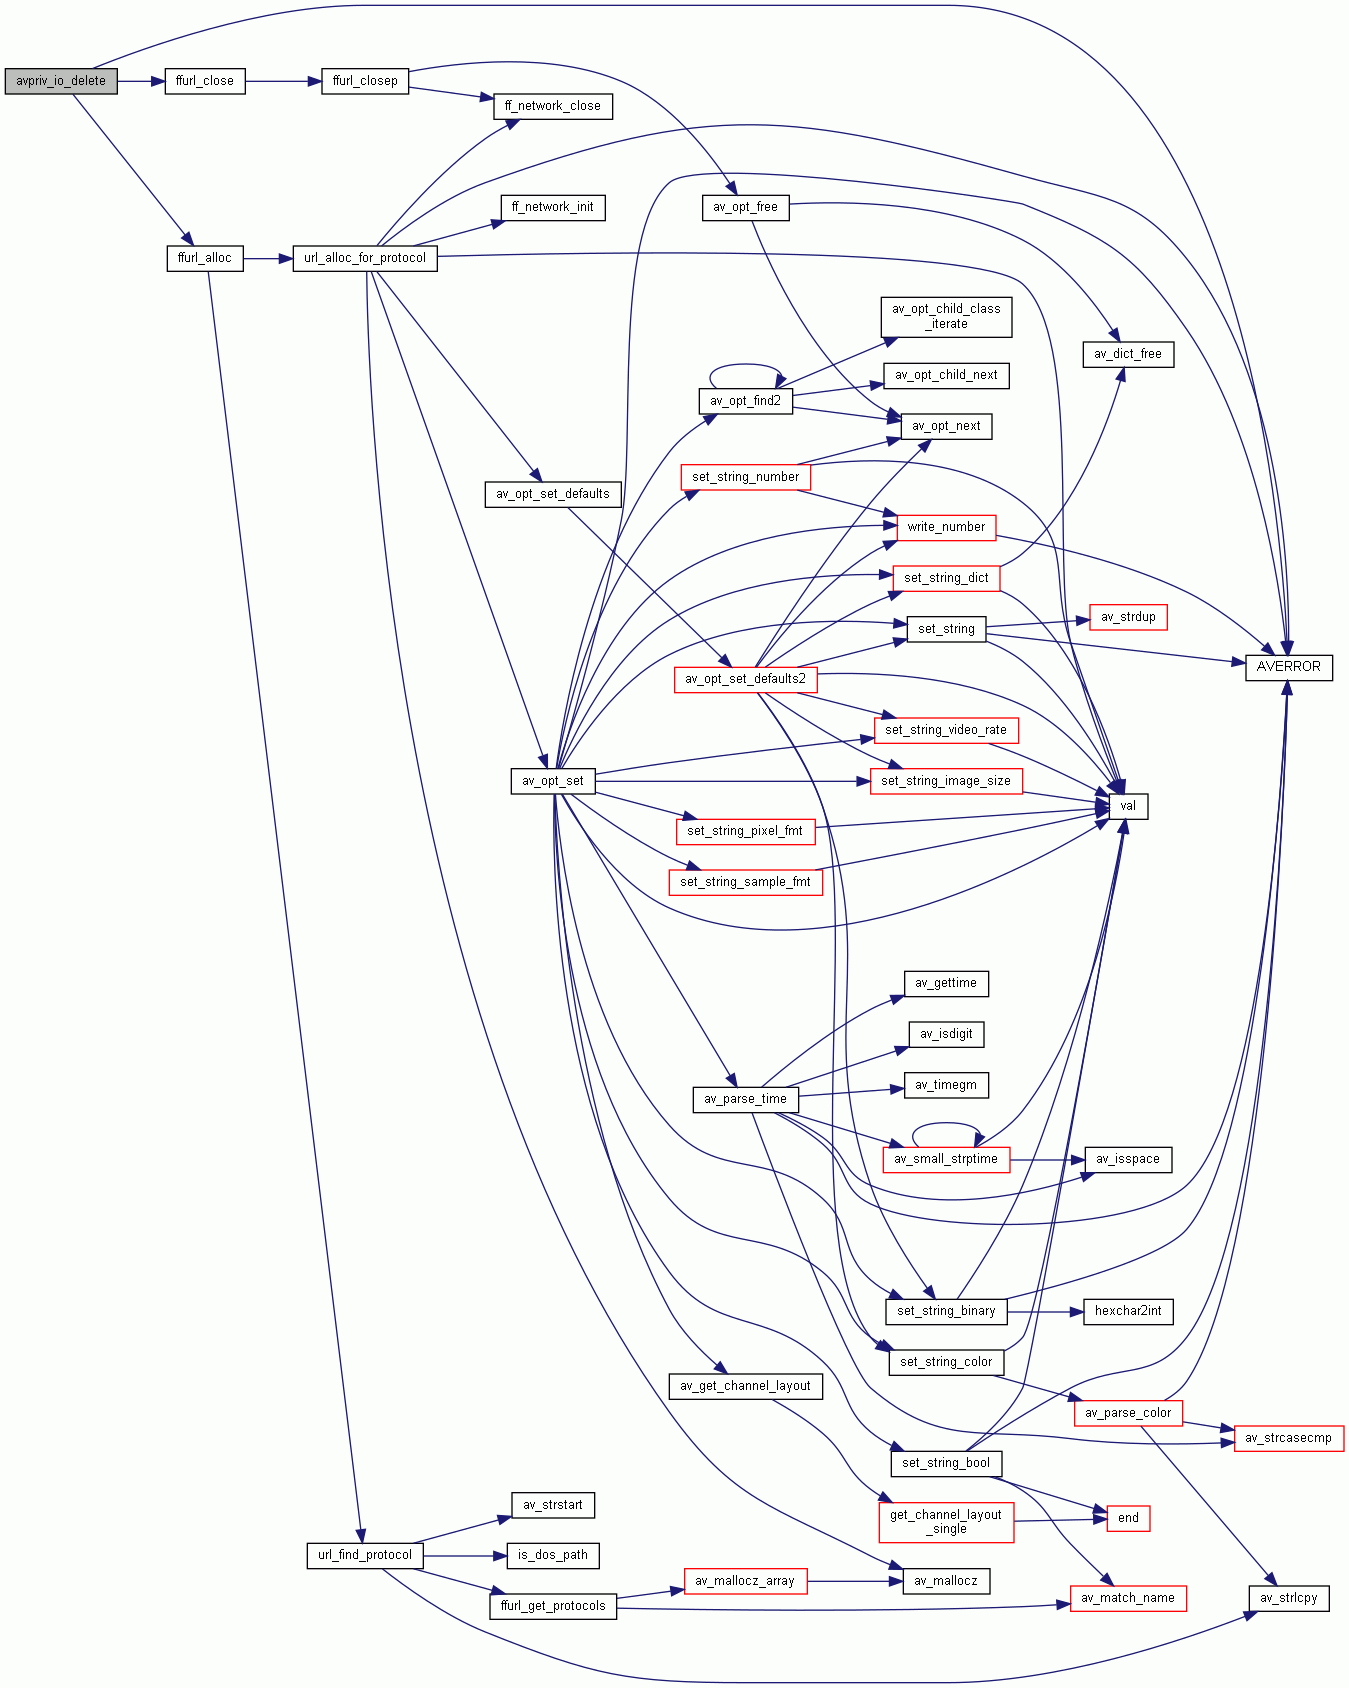 avpriv_io_delete
ffurl_close
ffurl_closep
ff_network_close
av_opt_free
ff_network_init
ffurl_alloc
url_alloc_for_protocol
av_opt_child_class
_iterate
av_dict_free
av_opt_child_next
av_opt_find2
av_opt_next
set_string_number
av_opt_set_defaults
write_number
set_string_dict
av_strdup
set_string
AVERROR
av_opt_set_defaults2
set_string_video_rate
av_opt_set
set_string_image_size
val
set_string_pixel_fmt
set_string_sample_fmt
av_gettime
av_isdigit
av_timegm
av_parse_time
av_small_strptime
av_isspace
set_string_binary
hexchar2int
set_string_color
av_get_channel_layout
av_parse_color
av_strcasecmp
set_string_bool
av_strstart
get_channel_layout
_single
end
url_find_protocol
is_dos_path
av_mallocz_array
av_mallocz
ffurl_get_protocols
av_match_name
av_strlcpy